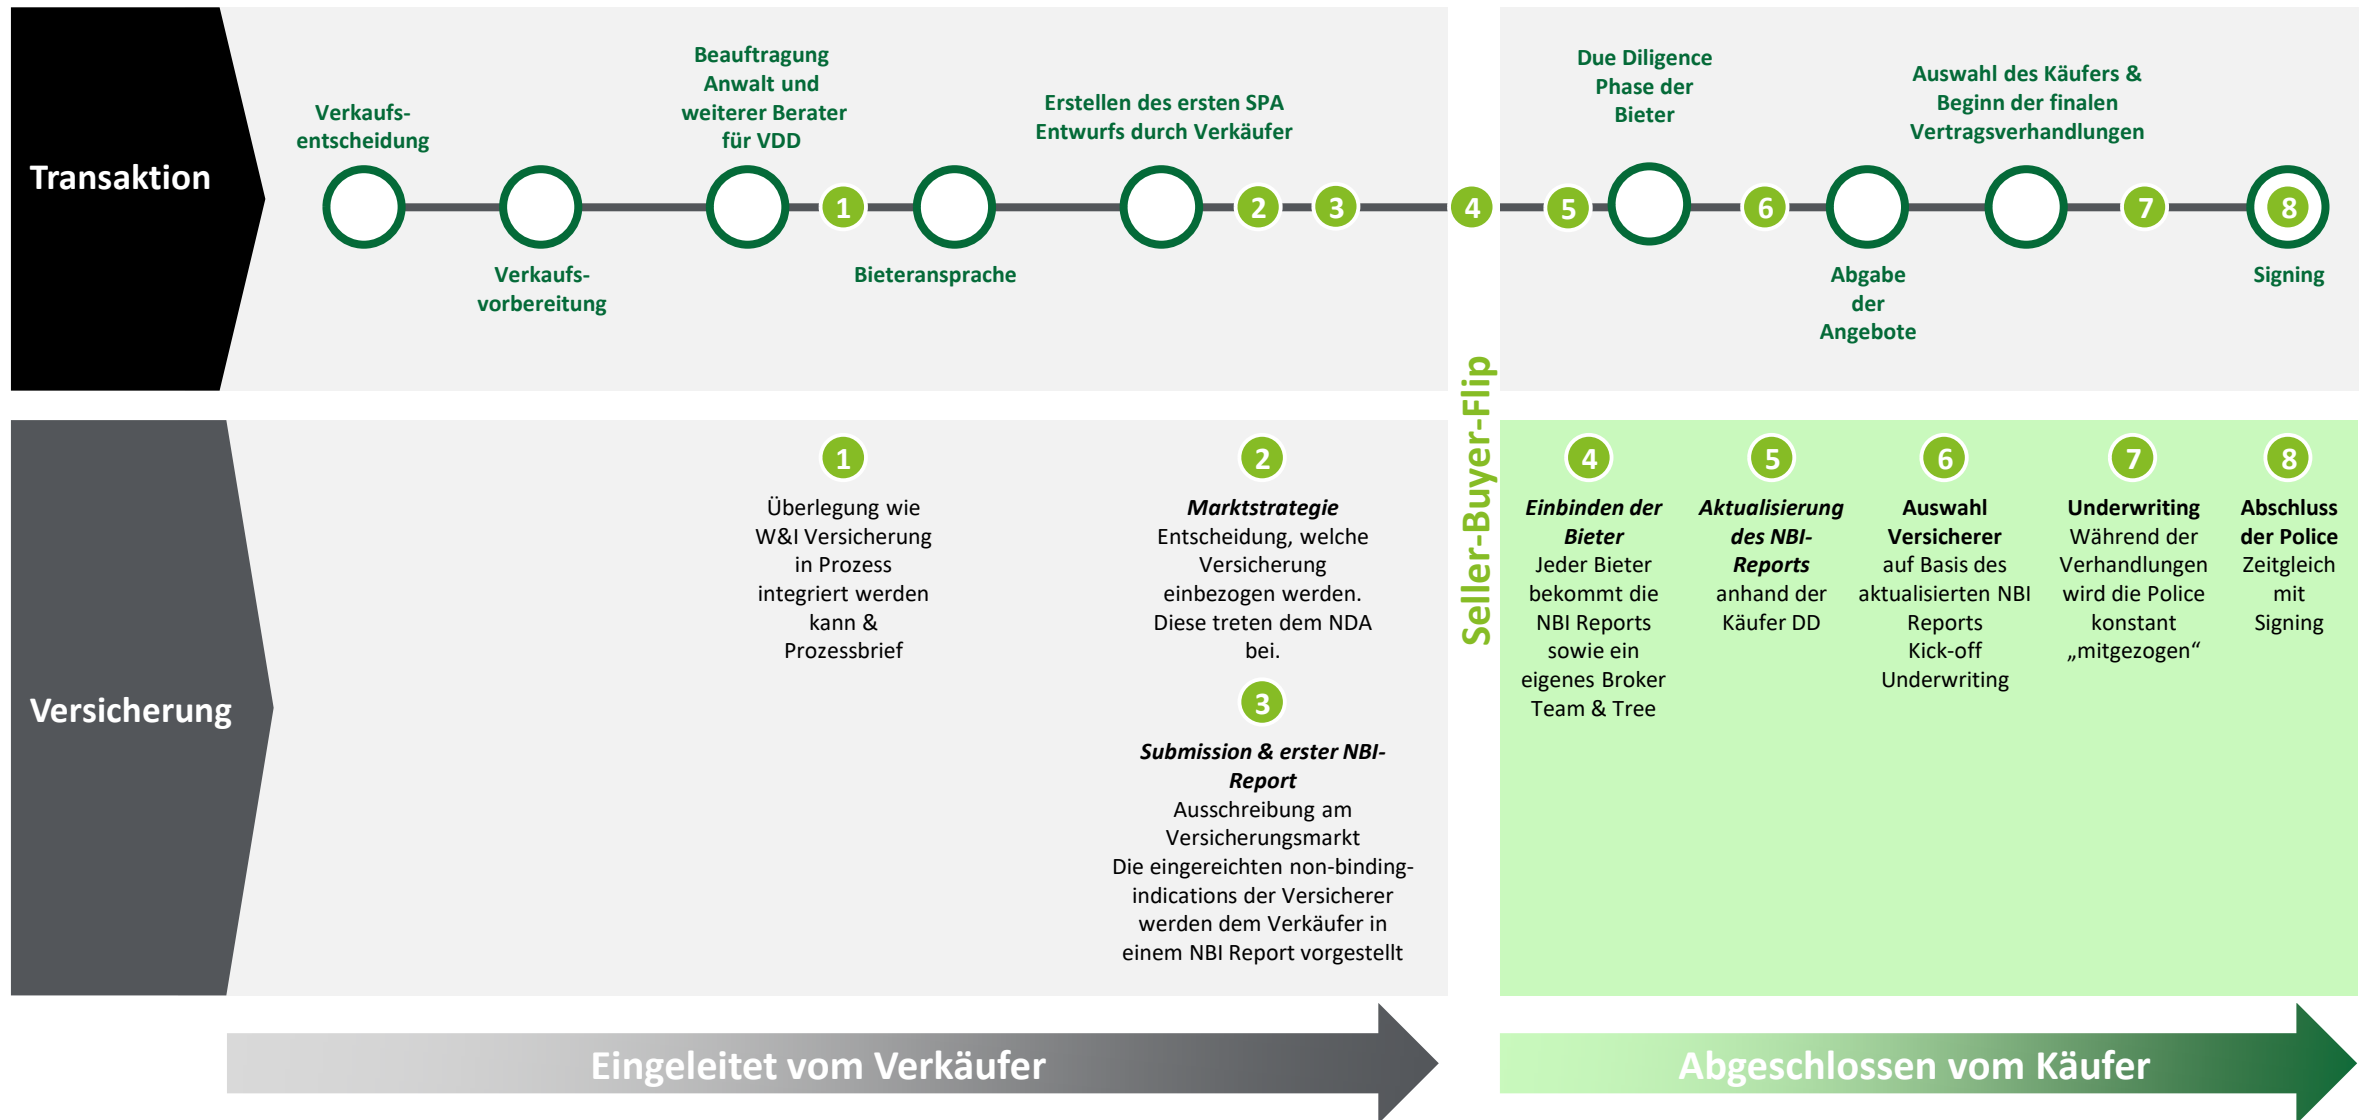 Transaktion
Verkaufs-
entscheidung
Verkaufs-
vorbereitung
Beauftragung
Anwalt und
weiterer Berater
für VDD
1
Bieteransprache
Erstellen des ersten SPA
Entwurfs durch Verkäufer
2
3
4
5
Due Diligence
Phase der
Bieter
6
Abgabe
der
Angebote
Auswahl des Käufers &
Beginn der finalen
Vertragsverhandlungen
7
8
Signing
Seller-Buyer-Flip
Versicherung
1
Überlegung wie
W&I Versicherung
in Prozess
integriert werden
kann &
Prozessbrief
2
Marktstrategie
Entscheidung, welche
Versicherung
einbezogen werden.
Diese treten dem NDA
bei.
3
Submission & erster NBI-
Report
Ausschreibung am
Versicherungsmarkt
Die eingereichten non-binding-
indications der Versicherer
werden dem Verkäufer in
einem NBI Report vorgestellt
4
Einbinden der
Bieter
Jeder Bieter
bekommt die
NBI Reports
sowie ein
eigenes Broker
Team & Tree
5
Aktualisierung
des NBI-
Reports
anhand der
Käufer DD
6
Auswahl
Versicherer
auf Basis des
aktualisierten NBI
Reports
Kick-off
Underwriting
7
Underwriting
Während der
Verhandlungen
wird die Police
konstant
„mitgezogen“
8
Abschluss
der Police
Zeitgleich
mit
Signing
Eingeleitet vom Verkäufer
Abgeschlossen vom Käufer